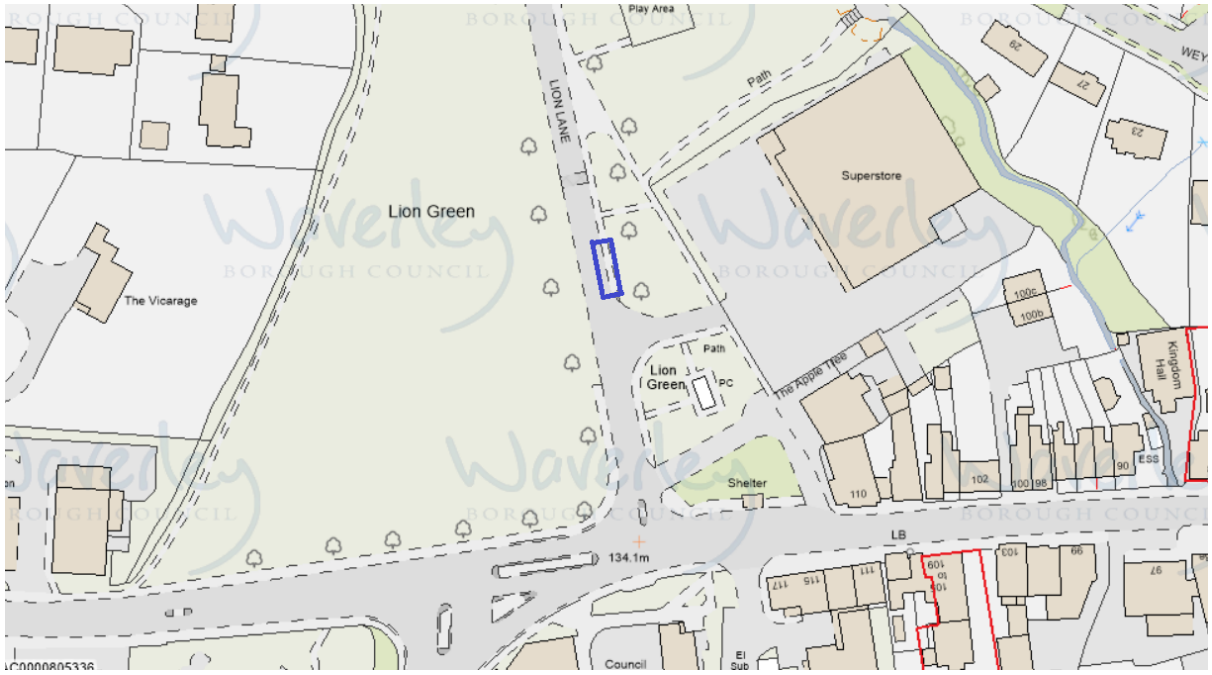 BOROUGH COUNCIL
Play Area
BOROUGH COUNCIL
29
WEY
27
Path
LION LANE
23
Superstore
Waverley
BOROUGH COUNCIL
Lion Green
Waverley
BOROUGH COUNCIL
The Vicarage
100c
100b
Path
Lion
Green
PC
The Apple Tree
Kingdom
Hall
Waverley
BOROUGH COUNCIL
Waverley
BOROUGH COUNCIL
Waverley
BOROUGH COUNCIL
Shelter
110
102
100
98
90
ESS
LB
134.1m
117
115
111
109
to
105
103
99
97
El
Sub
Council
AC0000805336